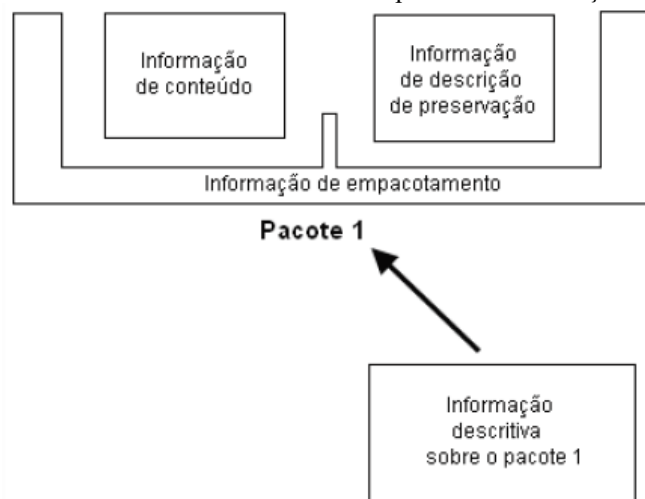 Informação
de conteúdo
Informação
de descrição
de preservação
Informação de empacotamento
Pacote 1
Informação
descritiva
sobre o pacote 1